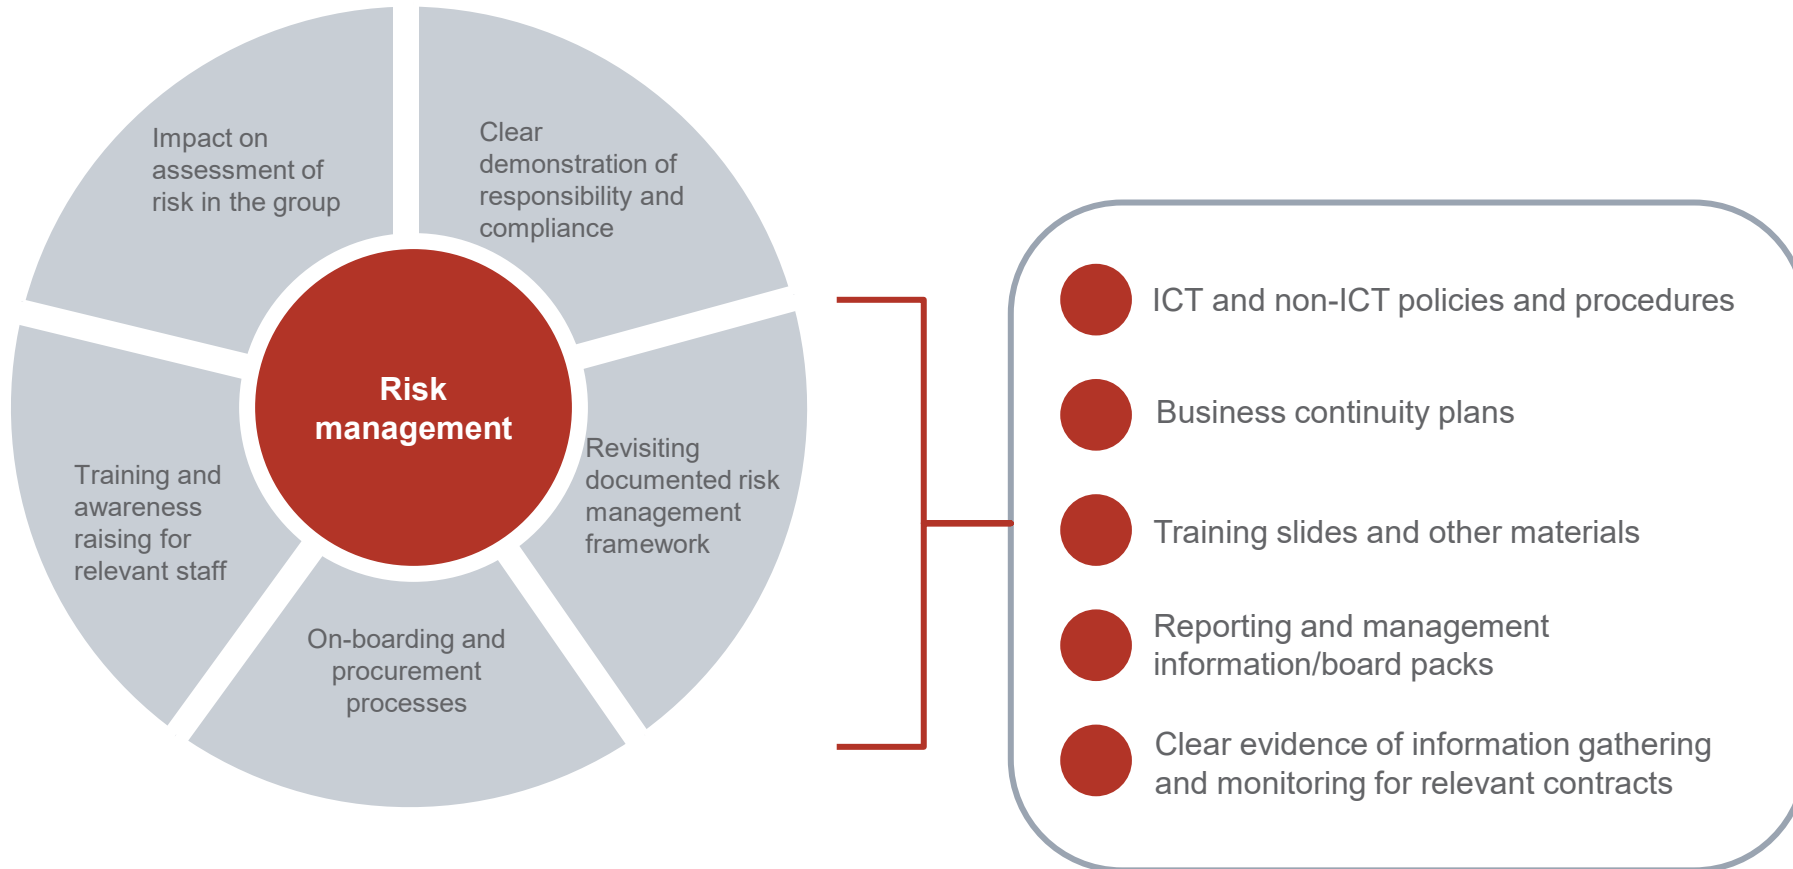 Impact on
assessment of
risk in the group
Clear
demonstration of
responsibility and
compliance
Risk
management
Revisiting
documented risk
management
framework
Training and
awareness
raising for
relevant staff
On-boarding and
procurement
processes
ICT and non-ICT policies and procedures
Business continuity plans
Training slides and other materials
Reporting and management
information/board packs
Clear evidence of information gathering
and monitoring for relevant contracts